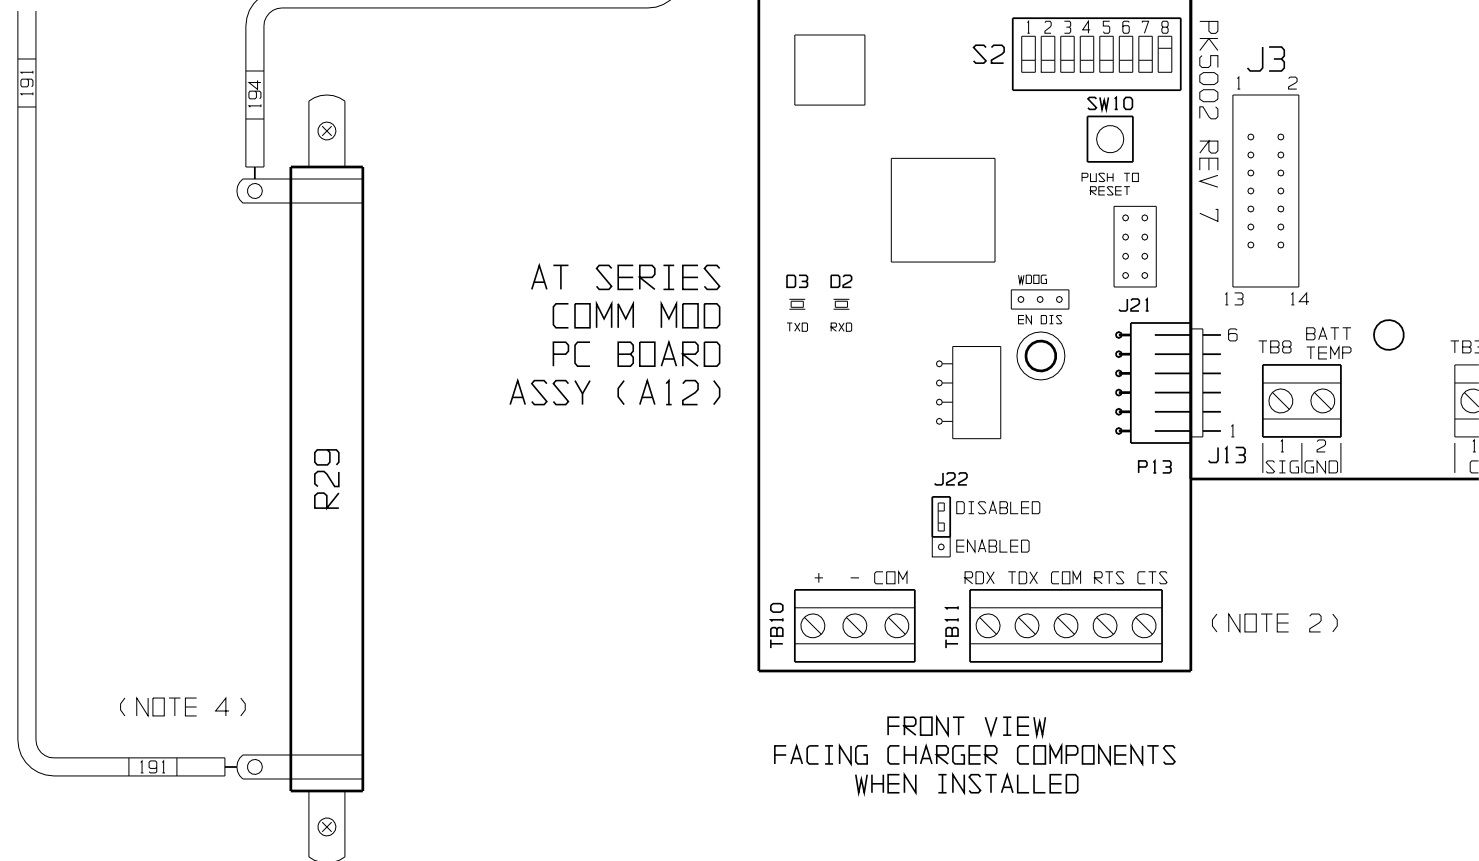 191
194
S2
1 2 3 4 5 6 7 8
SW10
PUSH TO
RESET
PK5002 REV 7
J3
1 2
13 14
AT SERIES
COMM MOD
PC BOARD
ASSY (A12)
D3 D2
TXD RXD
WDOG
EN DIS
J21
6
1
P13
J13
TB8
BATT
TEMP
1 2
SIG GND
TB3
1
C
R29
J22
DISABLED
ENABLED
+ - COM
TB10
RDX TDX COM RTS CTS
TB11
(NOTE 2)
(NOTE 4)
191
FRONT VIEW
FACING CHARGER COMPONENTS
WHEN INSTALLED